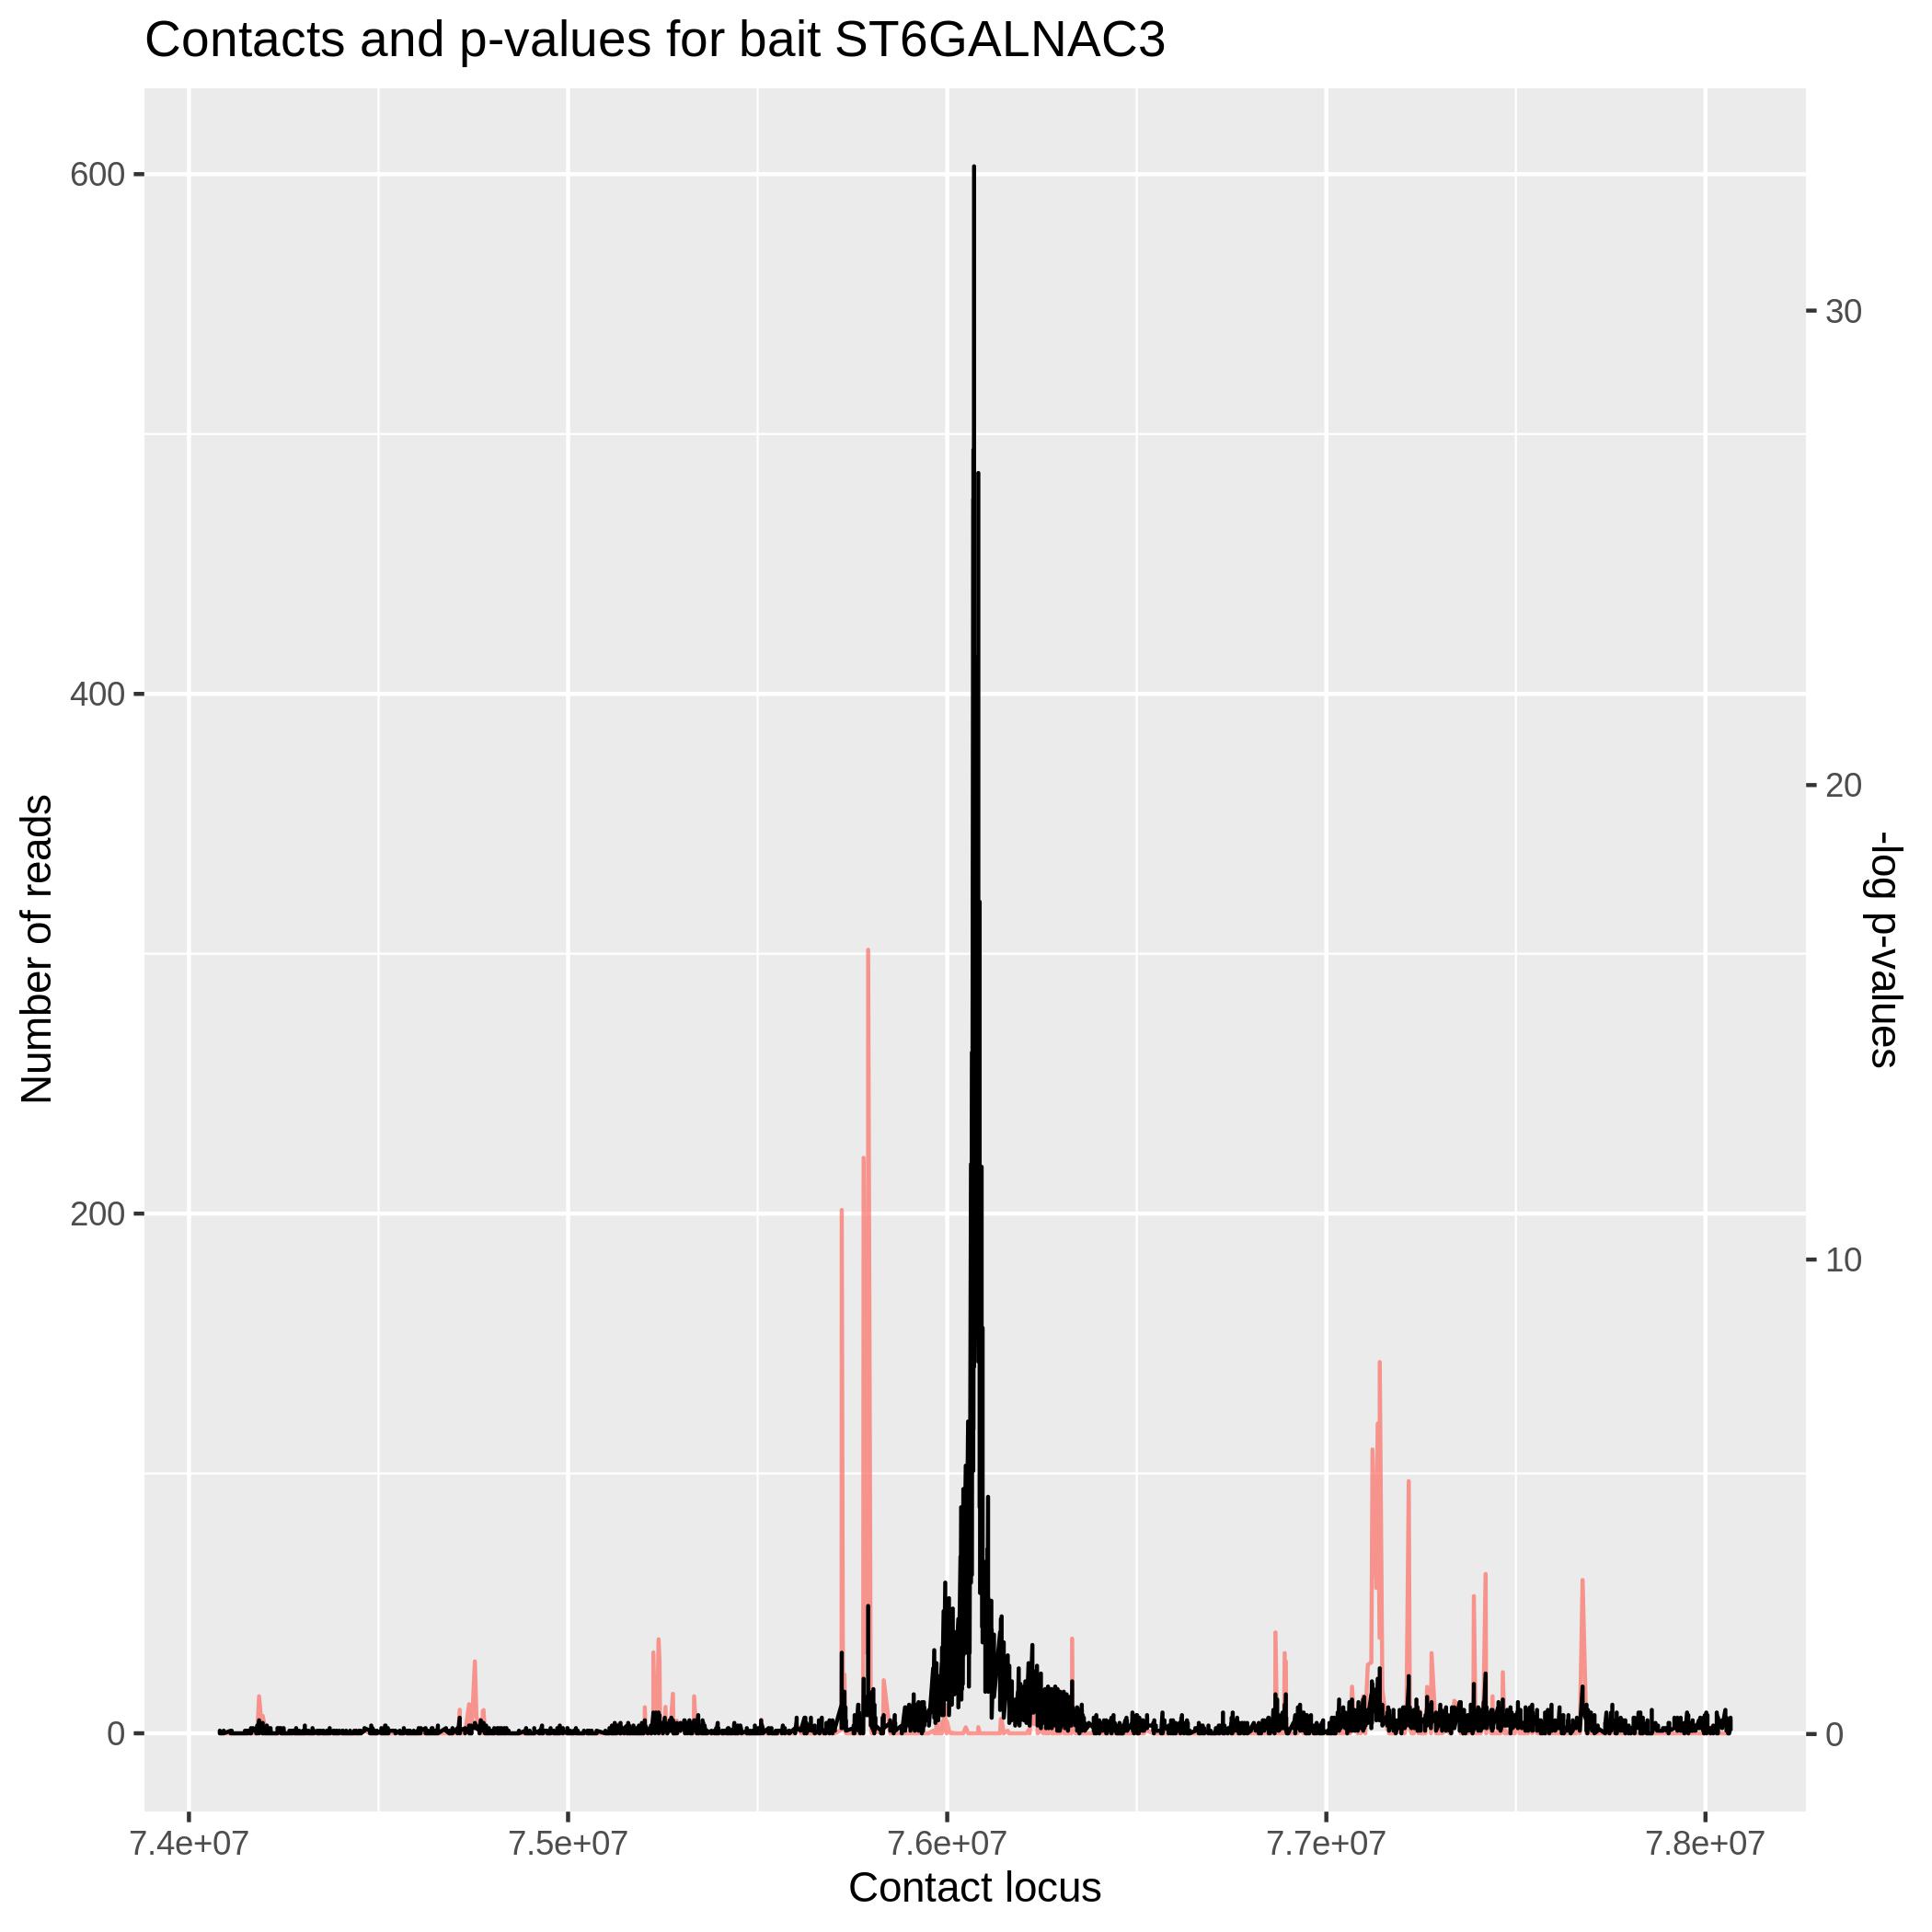 Contacts and p-values for bait ST6GALNAC3
600
400
200
0
30
20
10
0
Number of reads
-log p-values
7.4e+07 7.5e+07 7.6e+07 7.7e+07 7.8e+07
Contact locus